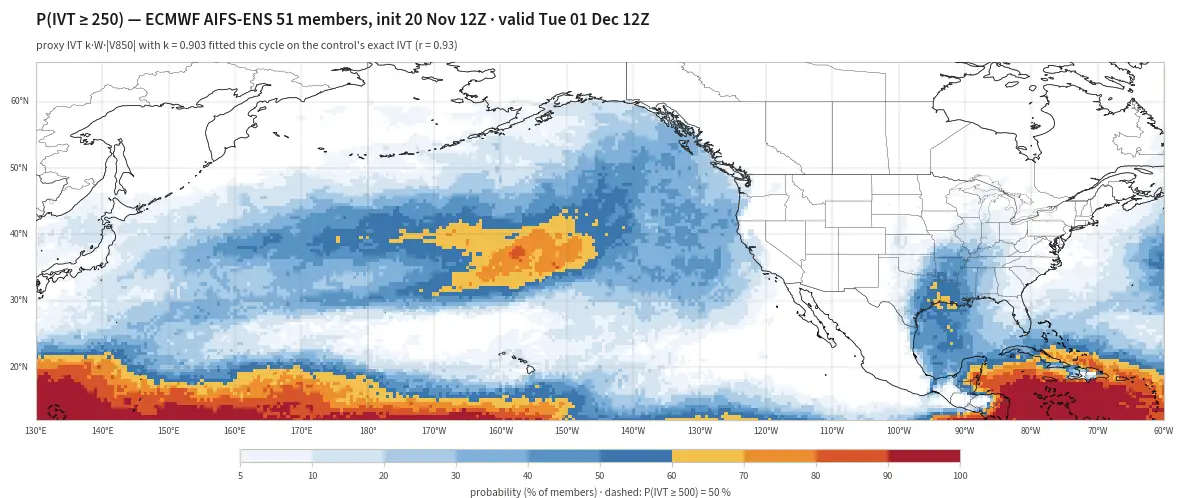 P(IVT ≥ 250) — ECMWF AIFS-ENS 51 members, init 20 Nov 12Z · valid Tue 01 Dec 12Z
proxy IVT k·W·|V850| with k = 0.903 fitted this cycle on the control's exact IVT (r = 0.93)
60°N
50°N
40°N
30°N
20°N
130°E 140°E 150°E 160°E 170°E 180° 170°W 160°W 150°W 140°W 130°W 120°W 110°W 100°W 90°W 80°W 70°W 60°W
5 10 20 30 40 50 60 70 80 90 100
probability (% of members) · dashed: P(IVT ≥ 500) = 50 %